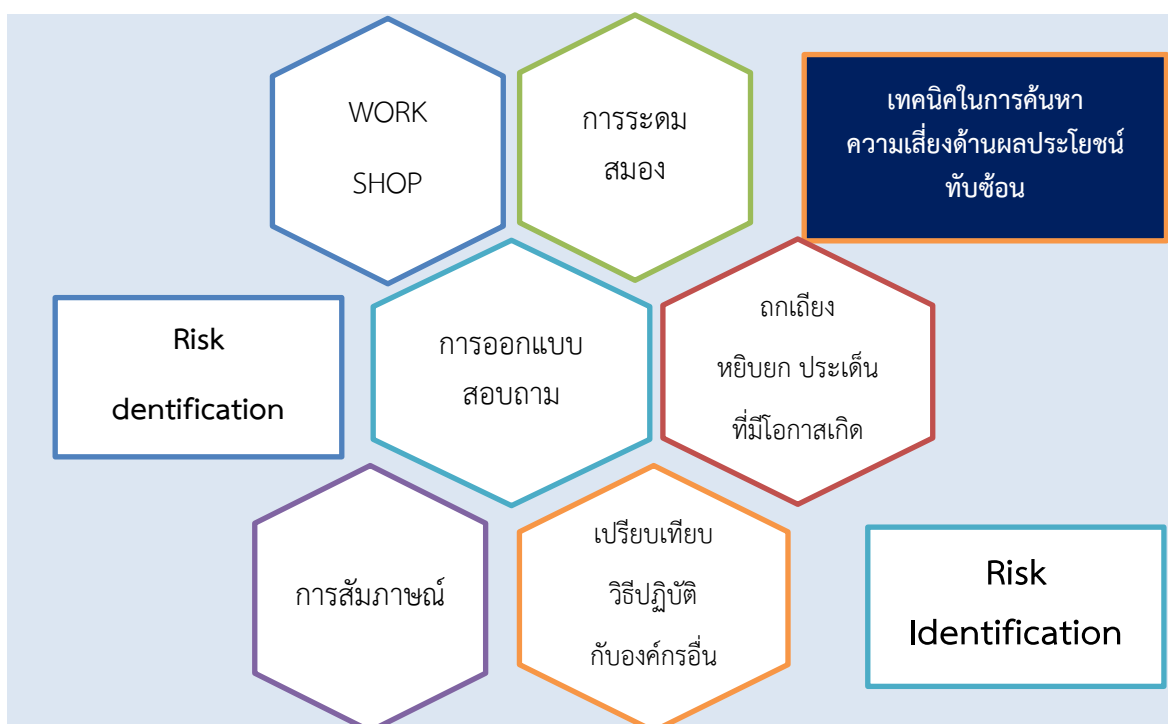 WORK
SHOP
การระดม
สมอง
เทคนิคในการค้นหา
ความเสี่ยงด้านผลประโยชน์
ทับซ้อน
Risk
dentification
การออกแบบ
สอบถาม
ถกเถียง
หยิบยก ประเด็น
ที่มีโอกาสเกิด
การสัมภาษณ์
เปรียบเทียบ
วิธีปฏิบัติ
กับองค์กรอื่น
Risk
Identification